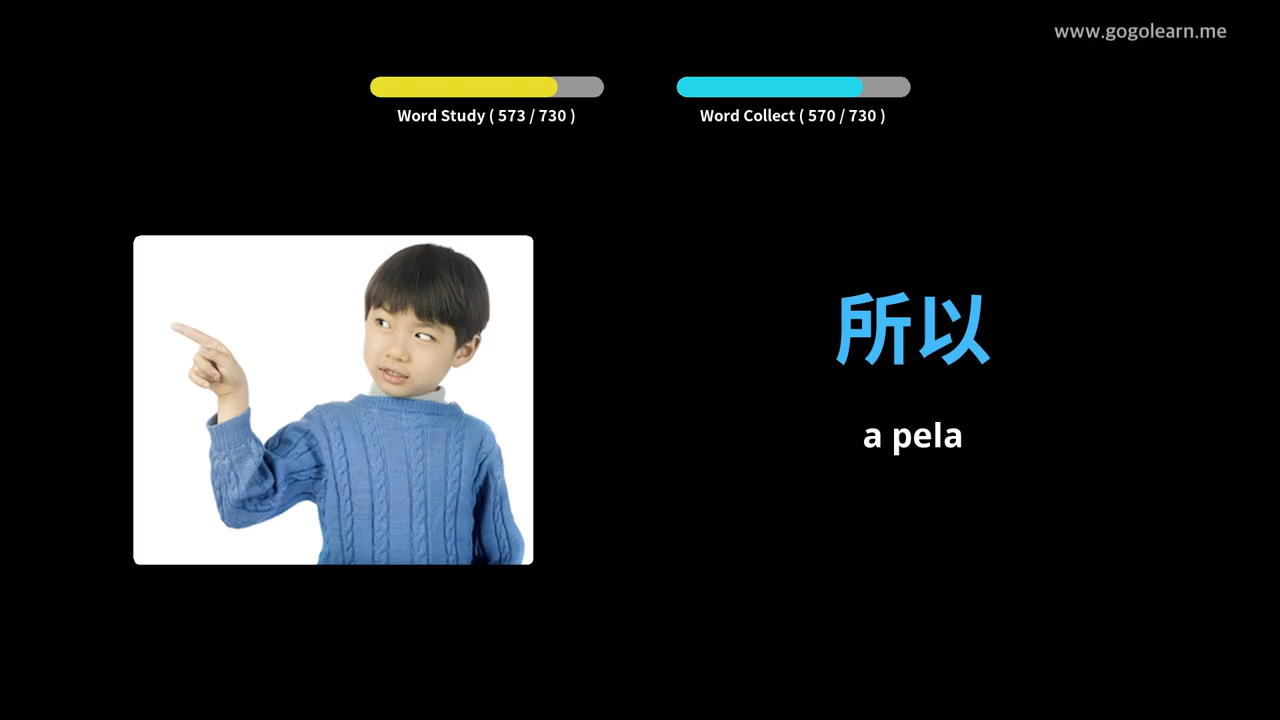 www.gogolearn.me
Word Study ( 573 / 730 )
Word Collect ( 570 / 730 )
所以
a pela